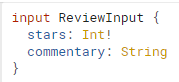 input ReviewInput {
  stars: Int!
  commentary: String
}